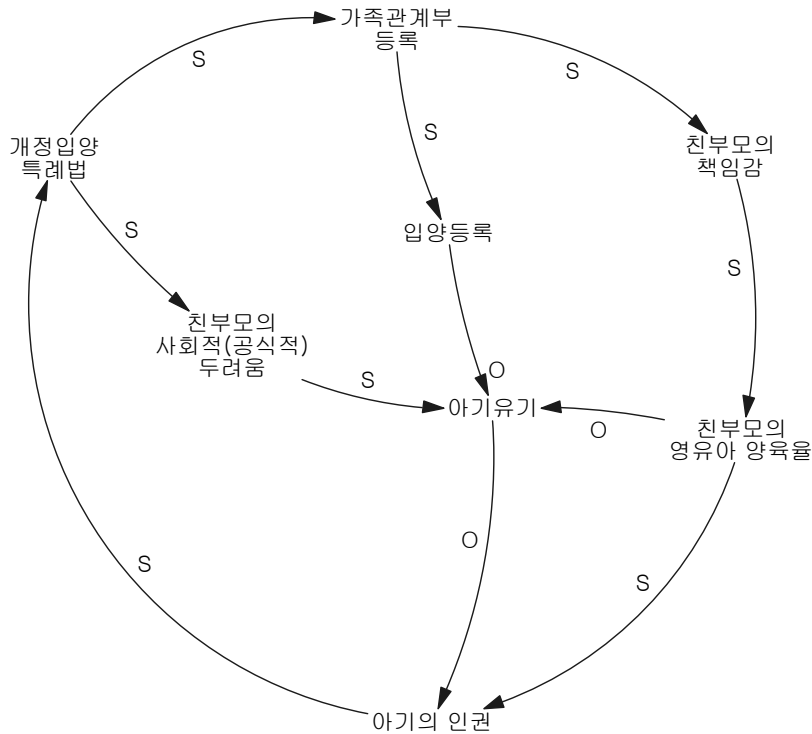 가족관계부
등록
S
S
개정입양
특례법
S
친부모의
책임감
입양등록
S
S
친부모의
사회적(공식적)
두려움
S
O
아기유기
O
친부모의
영유아 양육율
O
S
S
아기의 인권